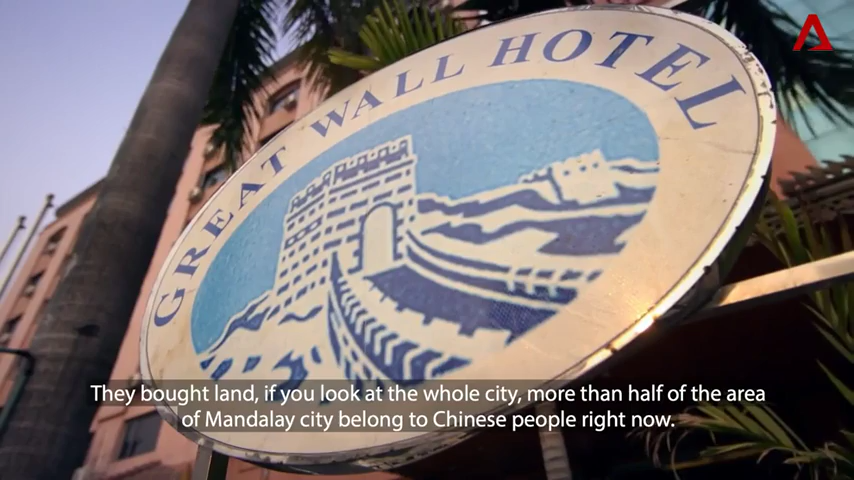 GREAT WALL HOTEL
They bought land, if you look at the whole city, more than half of the area
of Mandalay city belong to Chinese people right now.